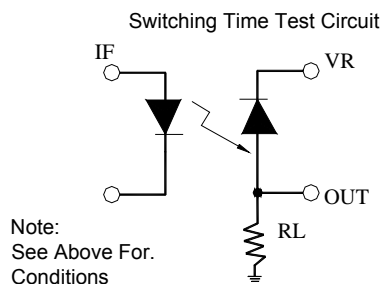 Switching Time Test Circuit
IF
VR
OUT
RL
Note:
See Above For.
Conditions